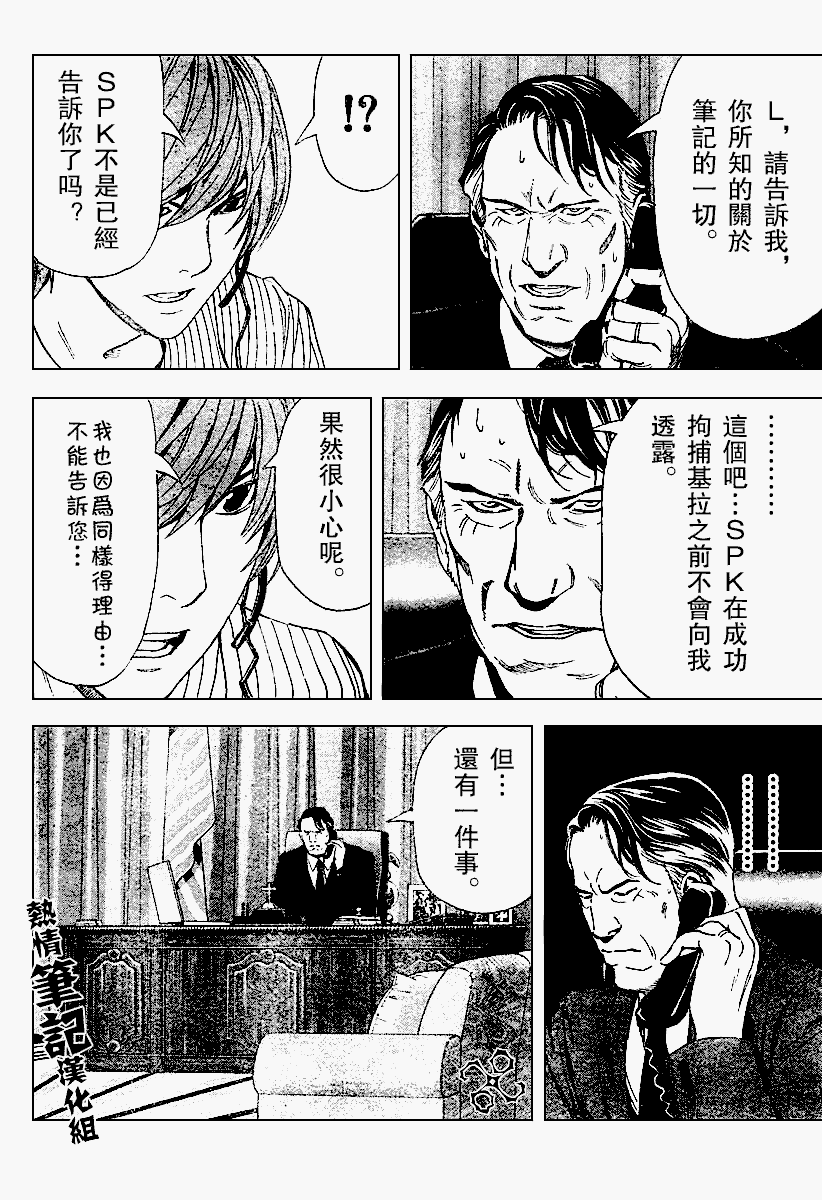 L，請告訴我，
你所知的關於
筆記的一切。
!?
SPK不是已經
告訴你了吗？
…………
這個吧…SPK在成功
拘捕基拉之前不會向我
透露。
果然很小心呢。
我也因爲同樣得理由…
不能告訴您…
但…
還有一件事。
熱情筆記漢化組